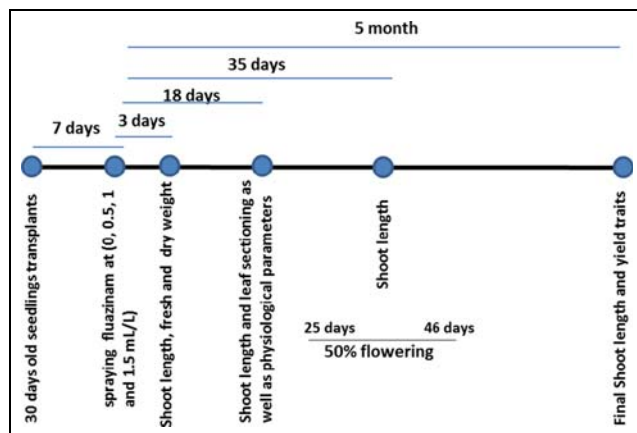 5 month
35 days
18 days
7 days
3 days
30 days old seedlings transplants
spraying fluazinam at (0, 0.5, 1
and 1.5 mL/L)
Shoot length, fresh and dry weight
Shoot length and leaf sectioning as
well as physiological parameters
Shoot length
25 days
46 days
50% flowering
Final Shoot length and yield traits